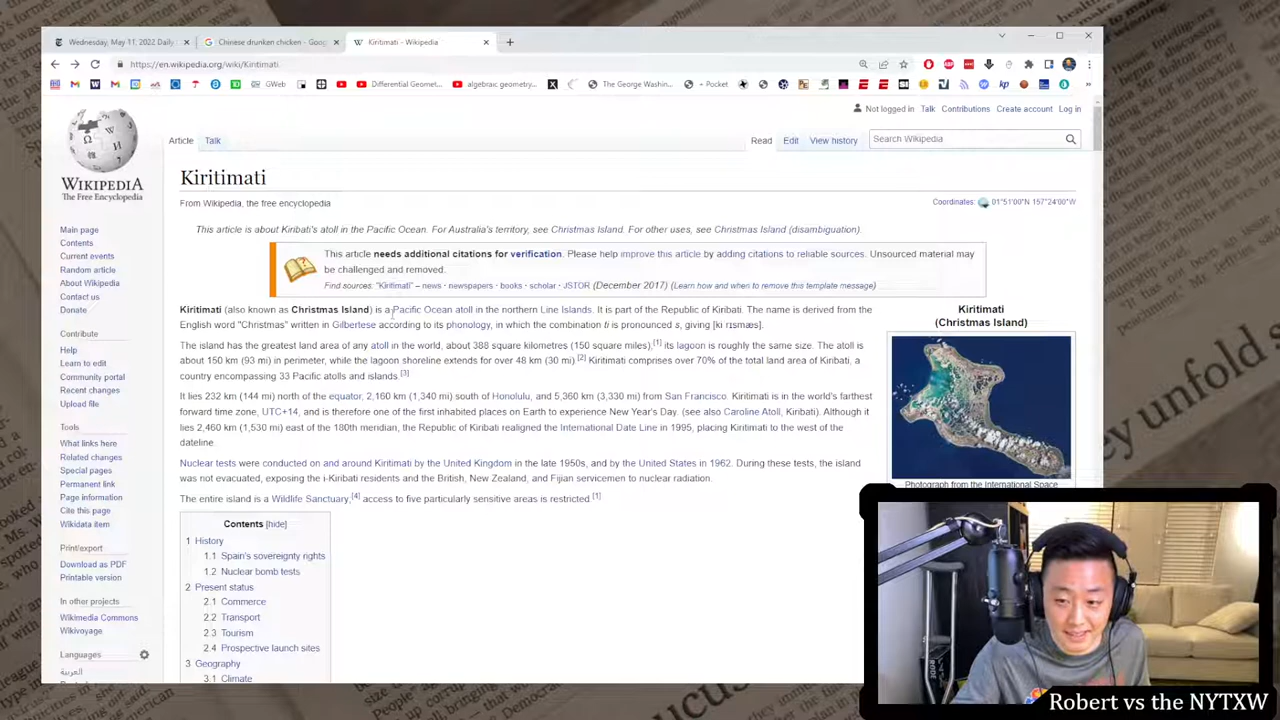 Wednesday, May 11, 2022 Daily
Chinese drunken chicken - Goog
Kiritimati - Wikipedia
https://en.wikipedia.org/wiki/Kiritimati
GWeb
Differential Geomet...
algebraic geometry...
The George Washin...
Pocket
Not logged in Talk Contributions Create account Log in
Article Talk
Read Edit View history
Search Wikipedia
WIKIPEDIA
The Free Encyclopedia
Main page
Contents
Current events
Random article
About Wikipedia
Contact us
Donate
Contribute
Help
Learn to edit
Community portal
Recent changes
Upload file
Tools
What links here
Related changes
Special pages
Permanent link
Page information
Cite this page
Wikidata item
Print/export
Download as PDF
Printable version
In other projects
Wikimedia Commons
Wikivoyage
Languages
العربية
Kiritimati
From Wikipedia, the free encyclopedia
Coordinates: 01°51′00″N 157°24′00″W
This article is about Kiribati's atoll in the Pacific Ocean. For Australia's territory, see Christmas Island. For other uses, see Christmas Island (disambiguation).
This article needs additional citations for verification. Please help improve this article by adding citations to reliable sources. Unsourced material may
be challenged and removed.
Find sources: "Kiritimati" – news · newspapers · books · scholar · JSTOR (December 2017) (Learn how and when to remove this template message)
Kiritimati (also known as Christmas Island) is a Pacific Ocean atoll in the northern Line Islands. It is part of the Republic of Kiribati. The name is derived from the
English word "Christmas" written in Gilbertese according to its phonology, in which the combination ti is pronounced s, giving [ki rɪsmæs].
The island has the greatest land area of any atoll in the world, about 388 square kilometres (150 square miles);[1] its lagoon is roughly the same size. The atoll is
about 150 km (93 mi) in perimeter, while the lagoon shoreline extends for over 48 km (30 mi).[2] Kiritimati comprises over 70% of the total land area of Kiribati, a
country encompassing 33 Pacific atolls and islands.[3]
It lies 232 km (144 mi) north of the equator, 2,160 km (1,340 mi) south of Honolulu, and 5,360 km (3,330 mi) from San Francisco. Kiritimati is in the world's farthest
forward time zone, UTC+14, and is therefore one of the first inhabited places on Earth to experience New Year's Day. (see also Caroline Atoll, Kiribati). Although it
lies 2,460 km (1,530 mi) east of the 180th meridian, the Republic of Kiribati realigned the International Date Line in 1995, placing Kiritimati to the west of the
dateline.
Nuclear tests were conducted on and around Kiritimati by the United Kingdom in the late 1950s, and by the United States in 1962. During these tests, the island
was not evacuated, exposing the i-Kiribati residents and the British, New Zealand, and Fijian servicemen to nuclear radiation.
The entire island is a Wildlife Sanctuary;[4] access to five particularly sensitive areas is restricted.[1]
Contents [hide]
1 History
1.1 Spain's sovereignty rights
1.2 Nuclear bomb tests
2 Present status
2.1 Commerce
2.2 Transport
2.3 Tourism
2.4 Prospective launch sites
3 Geography
3.1 Climate
Kiritimati
(Christmas Island)
Photograph from the International Space
RØDE
Robert vs the NYTXW